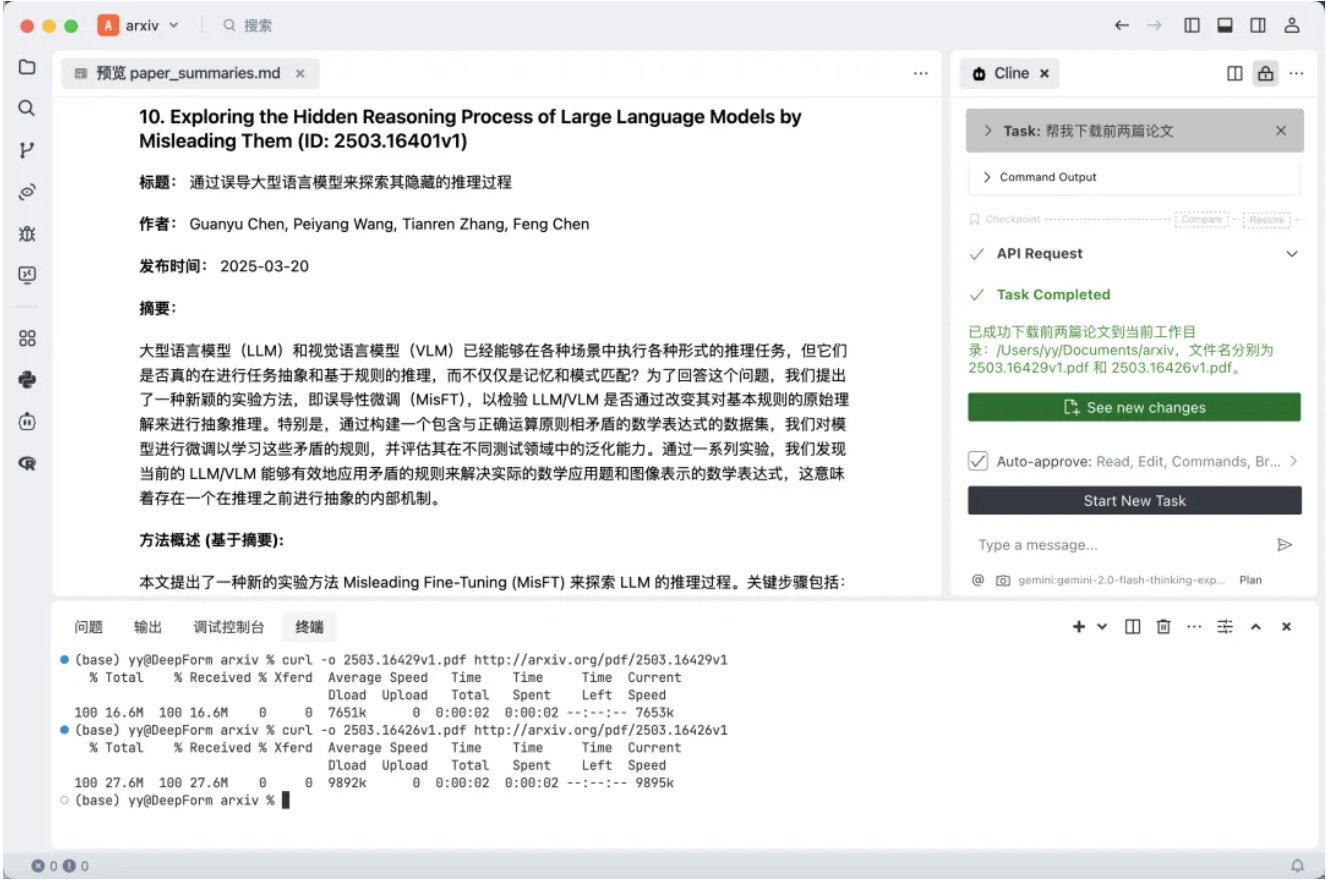 A arxiv 搜索
预览 paper_summaries.md
10. Exploring the Hidden Reasoning Process of Large Language Models by
Misleading Them (ID: 2503.16401v1)
标题： 通过误导大型语言模型来探索其隐藏的推理过程
作者： Guanyu Chen, Peiyang Wang, Tianren Zhang, Feng Chen
发布时间： 2025-03-20
摘要：
大型语言模型（LLM）和视觉语言模型（VLM）已经能够在各种场景中执行各种形式的推理任务，但它们
是否真的在进行任务抽象和基于规则的推理，而不仅仅是记忆和模式匹配？为了回答这个问题，我们提出
了一种新颖的实验方法，即误导性微调（MisFT），以检验 LLM/VLM 是否通过改变其对基本规则的原始理
解来进行抽象推理。特别是，通过构建一个包含与正确运算原则相矛盾的数学表达式的数据集，我们对模
型进行微调以学习这些矛盾的规则，并评估其在不同测试领域中的泛化能力。通过一系列实验，我们发现
当前的 LLM/VLM 能够有效地应用矛盾的规则来解决实际的数学应用题和图像表示的数学表达式，这意味
着存在一个在推理之前进行抽象的内部机制。
方法概述 (基于摘要):
本文提出了一种新的实验方法 Misleading Fine-Tuning (MisFT) 来探索 LLM 的推理过程。关键步骤包括：
Cline
Task: 帮我下载前两篇论文
Command Output
Checkpoint Compare Restore
API Request
Task Completed
已成功下载前两篇论文到当前工作目
录：/Users/yy/Documents/arxiv，文件名分别为
2503.16429v1.pdf 和 2503.16426v1.pdf。
See new changes
Auto-approve: Read, Edit, Commands, Br...
Start New Task
Type a message...
@ gemini:gemini-2.0-flash-thinking-exp... Plan
问题 输出 调试控制台 终端
(base) yy@DeepForm arxiv % curl -o 2503.16429v1.pdf http://arxiv.org/pdf/2503.16429v1
% Total % Received % Xferd Average Speed Time Time Time Current
Dload Upload Total Spent Left Speed
100 16.6M 100 16.6M 0 0 7651k 0 0:00:02 0:00:02 --:--:-- 7653k
(base) yy@DeepForm arxiv % curl -o 2503.16426v1.pdf http://arxiv.org/pdf/2503.16426v1
% Total % Received % Xferd Average Speed Time Time Time Current
Dload Upload Total Spent Left Speed
100 27.6M 100 27.6M 0 0 9892k 0 0:00:02 0:00:02 --:--:-- 9895k
(base) yy@DeepForm arxiv %
0 0